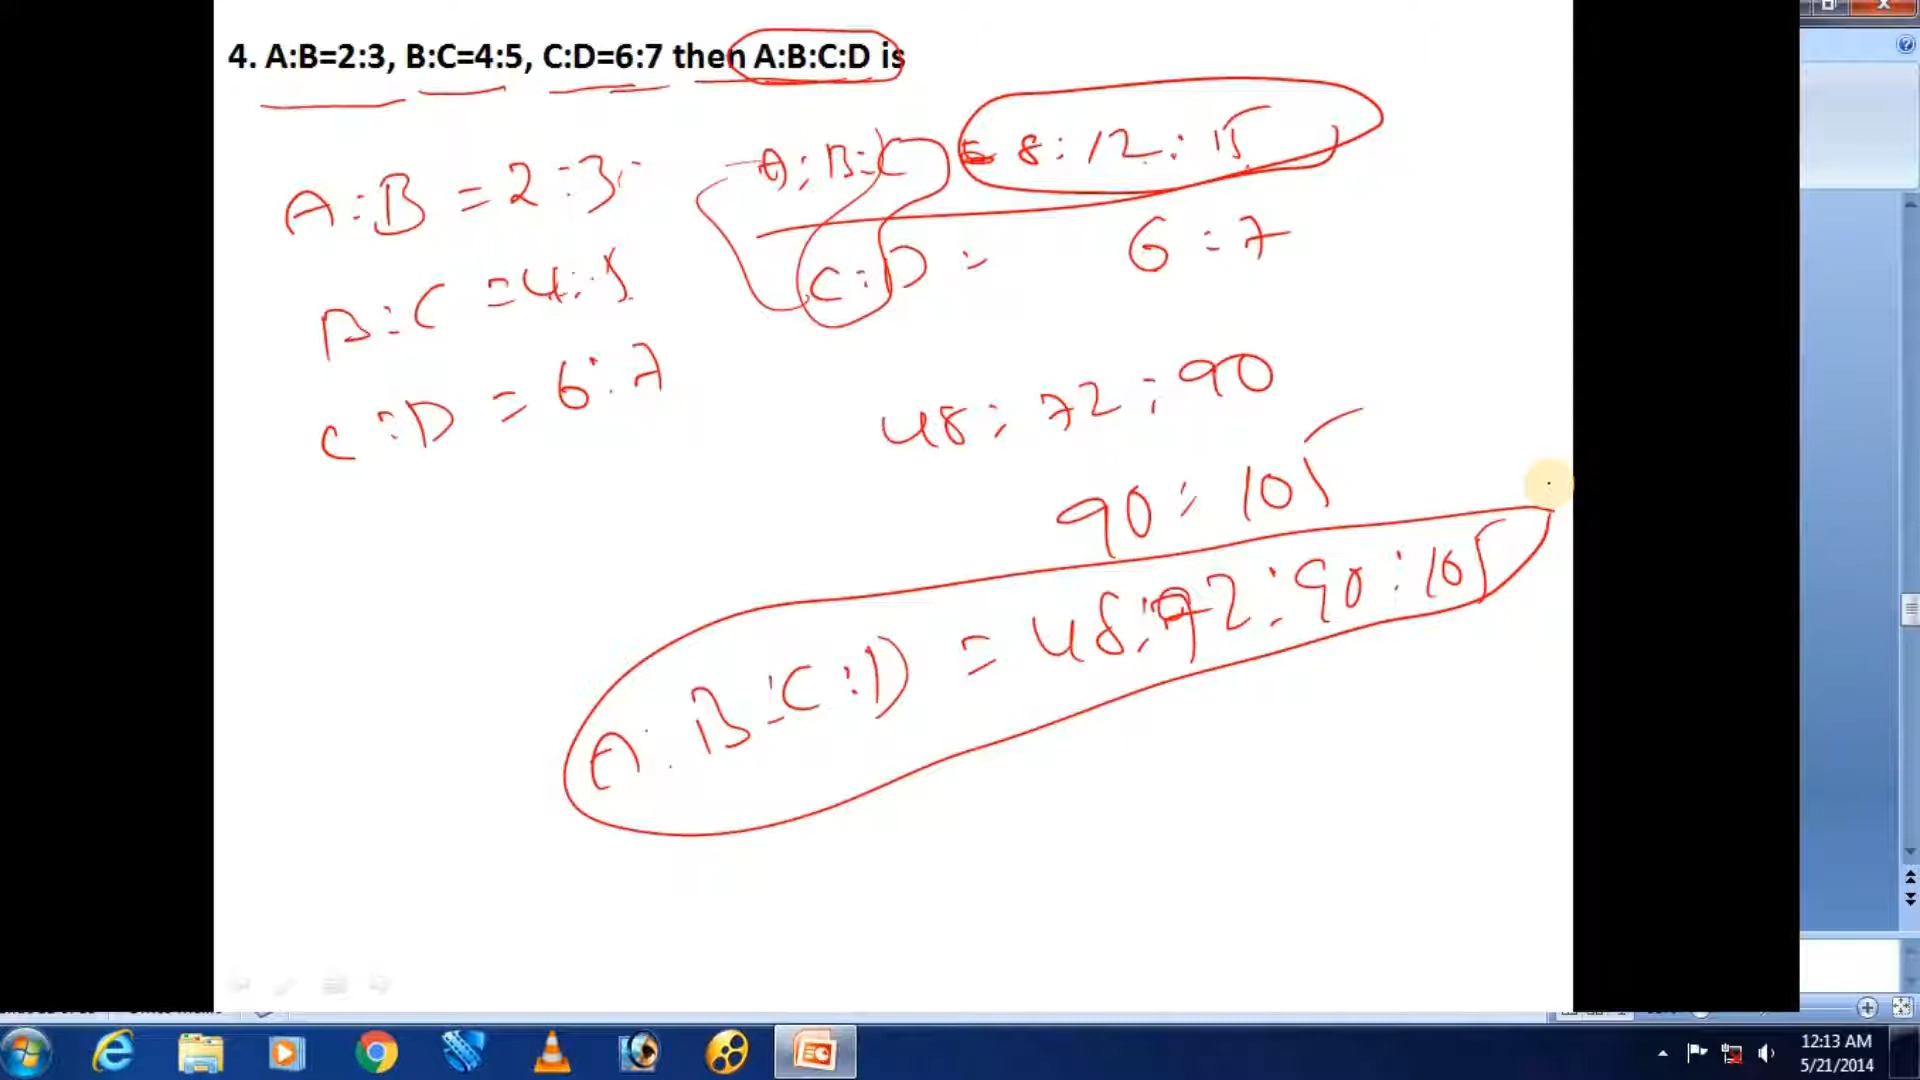 4. A:B=2:3, B:C=4:5, C:D=6:7 then A:B:C:D is
A:B = 2:3
A:B:C = 8:12:15
B:C = 4:5
C:D = 6:7
C:D = 6:7
48:72:90
90:105
A:B:C:D = 48:72:90:105
12:13 AM
5/21/2014